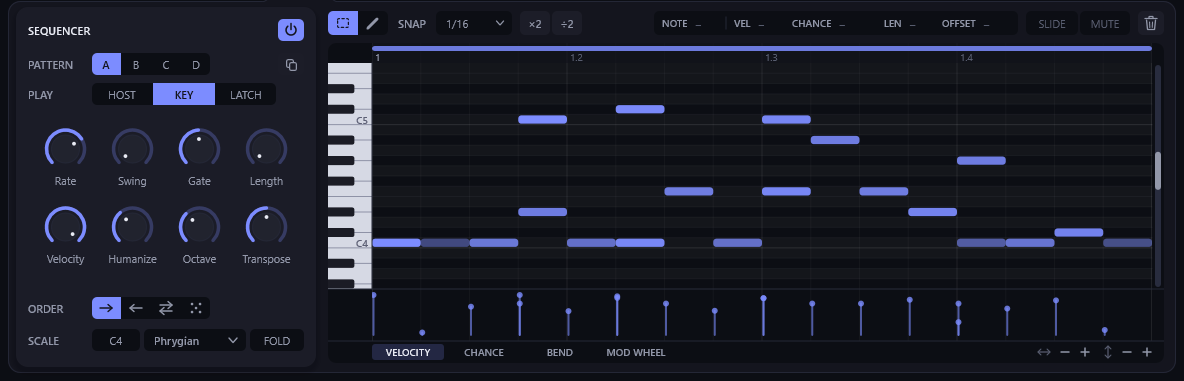 SEQUENCER
PATTERN A B C D
PLAY HOST KEY LATCH
Rate Swing Gate Length
Velocity Humanize Octave Transpose
ORDER
SCALE C4 Phrygian FOLD
SNAP 1/16 ×2 ÷2 NOTE – VEL – CHANCE – LEN – OFFSET – SLIDE MUTE
1 1.2 1.3 1.4
C5
C4
VELOCITY CHANCE BEND MOD WHEEL